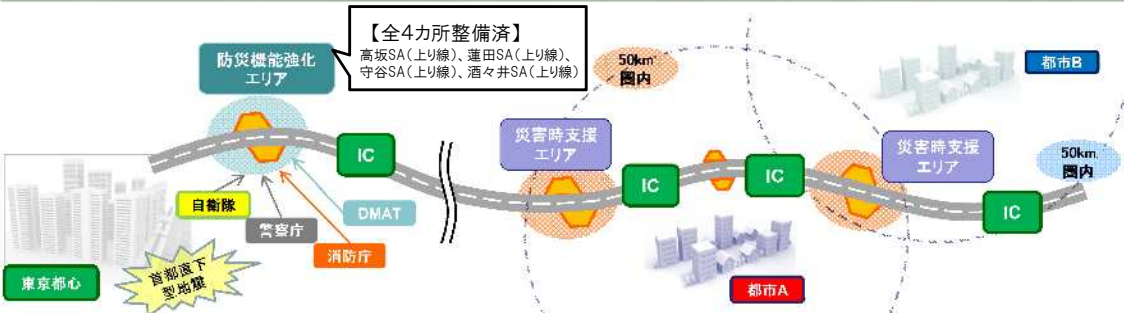 【全4カ所整備済】
高坂SA(上り線)、蓮田SA(上り線)、
守谷SA(上り線)、酒々井SA(上り線)
防災機能強化
エリア
50km
圏内
都市B
災害時支援
エリア
災害時支援
エリア
50km
圏内
IC
IC
IC
IC
自衛隊
DMAT
警察庁
消防庁
首都直下
型地震
東京都心
都市A